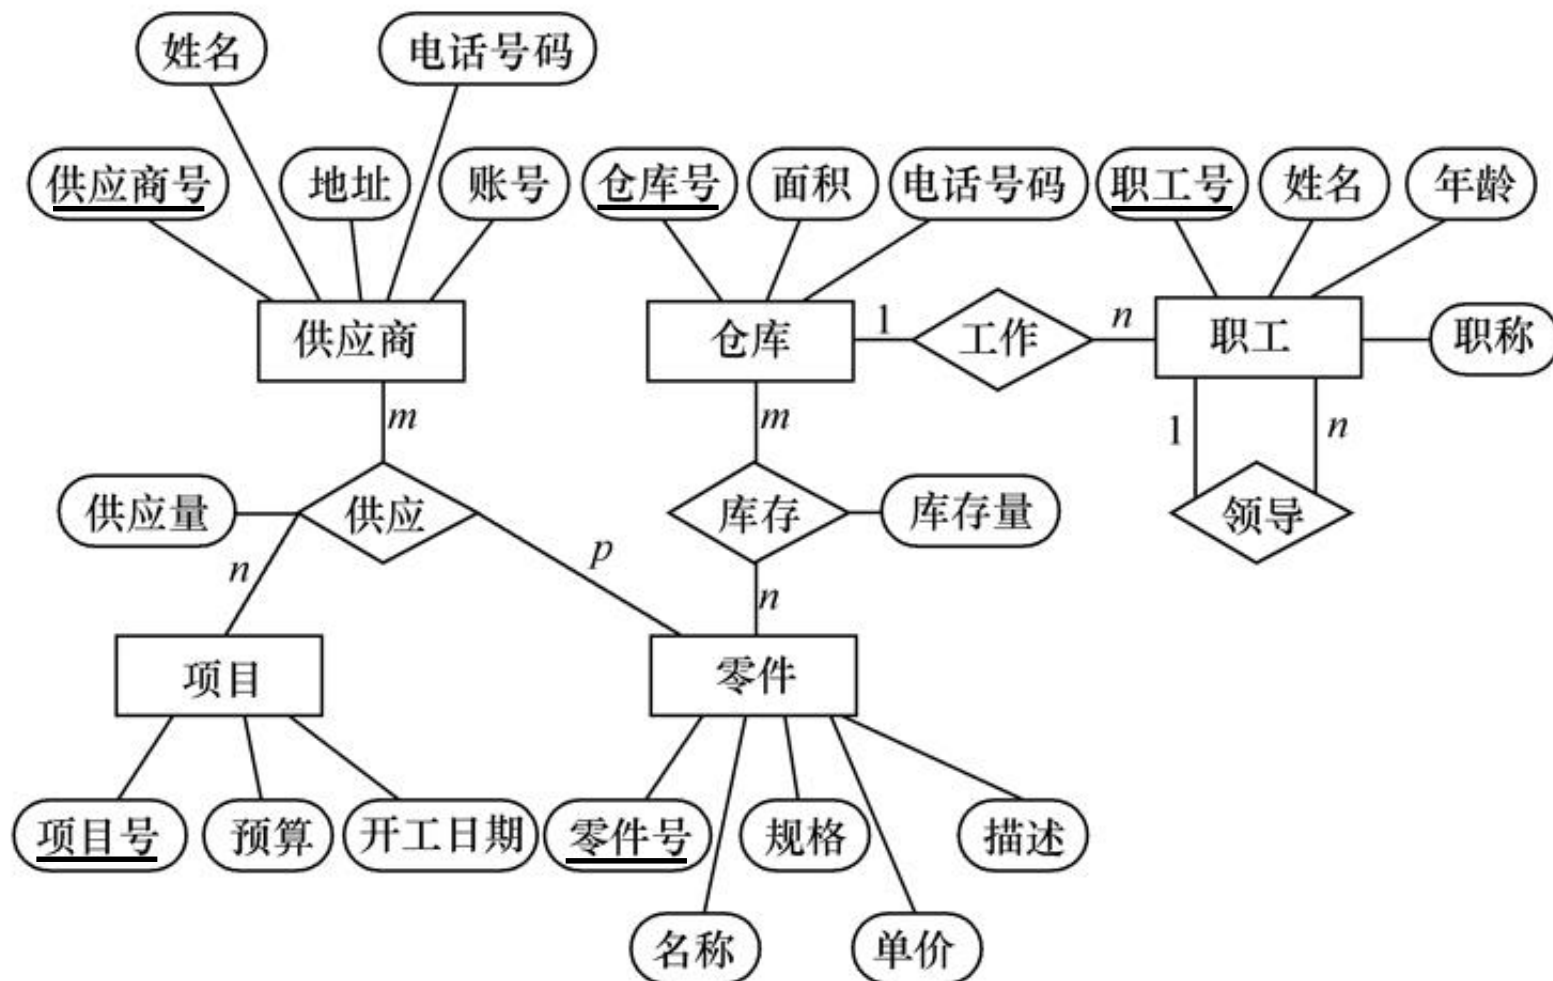 姓名
电话号码
供应商号
地址
账号
仓库号
面积
电话号码
职工号
姓名
年龄
供应商
仓库
1
工作
n
职工
职称
m
m
1
n
供应量
供应
库存
库存量
领导
n
p
n
项目
零件
项目号
预算
开工日期
零件号
规格
描述
名称
单价